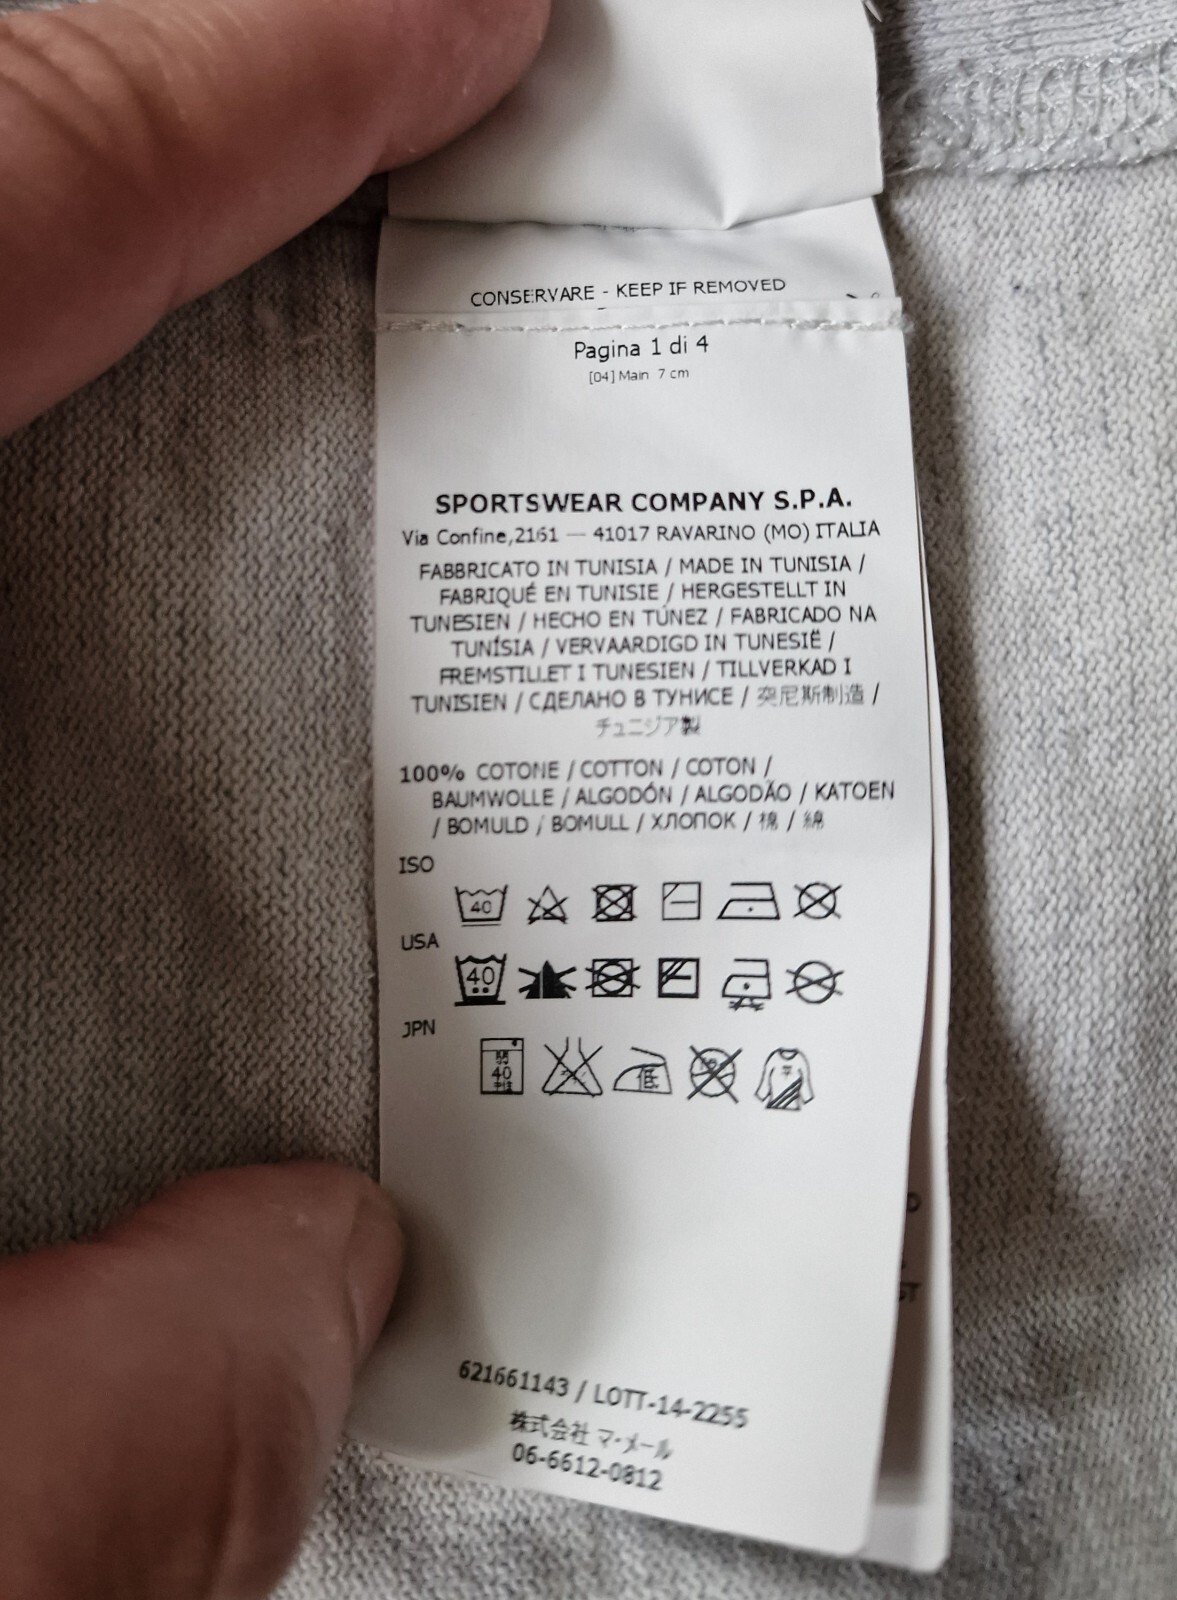 CONSERVARE - KEEP IF REMOVED
Pagina 1 di 4
[04] Main 7 cm
SPORTSWEAR COMPANY S.P.A.
Via Confine,2161 — 41017 RAVARINO (MO) ITALIA
FABBRICATO IN TUNISIA / MADE IN TUNISIA /
FABRIQUÉ EN TUNISIE / HERGESTELLT IN
TUNESIEN / HECHO EN TÚNEZ / FABRICADO NA
TUNÍSIA / VERVAARDIGD IN TUNESIË /
FREMSTILLET I TUNESIEN / TILLVERKAD I
TUNISIEN / СДЕЛАНО В ТУНИСЕ / 突尼斯制造 /
チュニジア製
100% COTONE / COTTON / COTON /
BAUMWOLLE / ALGODÓN / ALGODÃO / KATOEN
/ BOMULD / BOMULL / ХЛОПОК / 棉 / 綿
ISO
40
USA
40
JPN
40
低
621661143 / LOTT-14-2255
株式会社 マ・メール
06-6612-0812